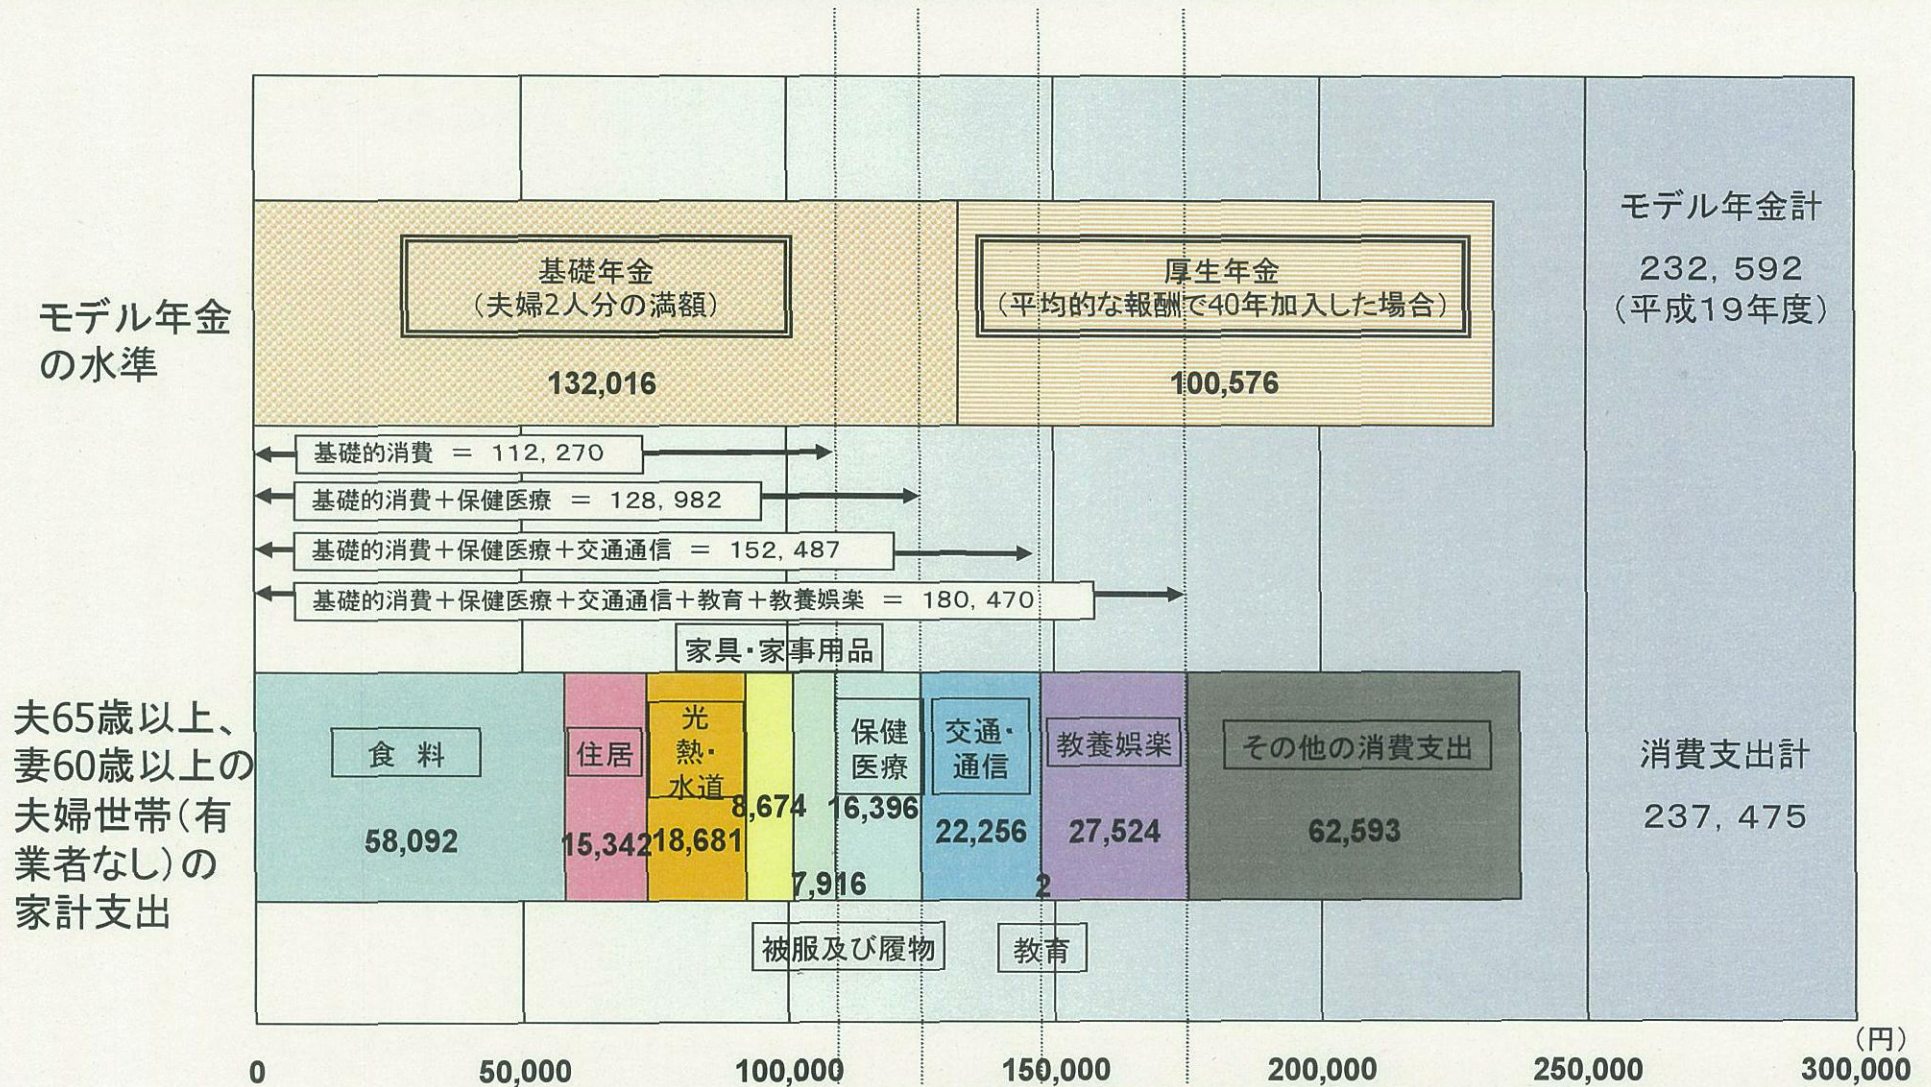 モデル年金
の水準
基礎年金
(夫婦2人分の満額)
132,016
厚生年金
(平均的な報酬で40年加入した場合)
100,576
モデル年金計
232,592
(平成19年度)
基礎的消費 = 112,270
基礎的消費+保健医療 = 128,982
基礎的消費+保健医療+交通通信 = 152,487
基礎的消費+保健医療+交通通信+教育+教養娯楽 = 180,470
家具・家事用品
夫65歳以上、
妻60歳以上の
夫婦世帯(有
業者なし)の
家計支出
食料
58,092
住居
15,342
光
熱・
水道
18,681
8,674
7,916
保健
医療
16,396
交通・
通信
22,256
2
教養娯楽
27,524
その他の消費支出
62,593
消費支出計
237,475
被服及び履物
教育
(円)
0
50,000
100,000
150,000
200,000
250,000
300,000